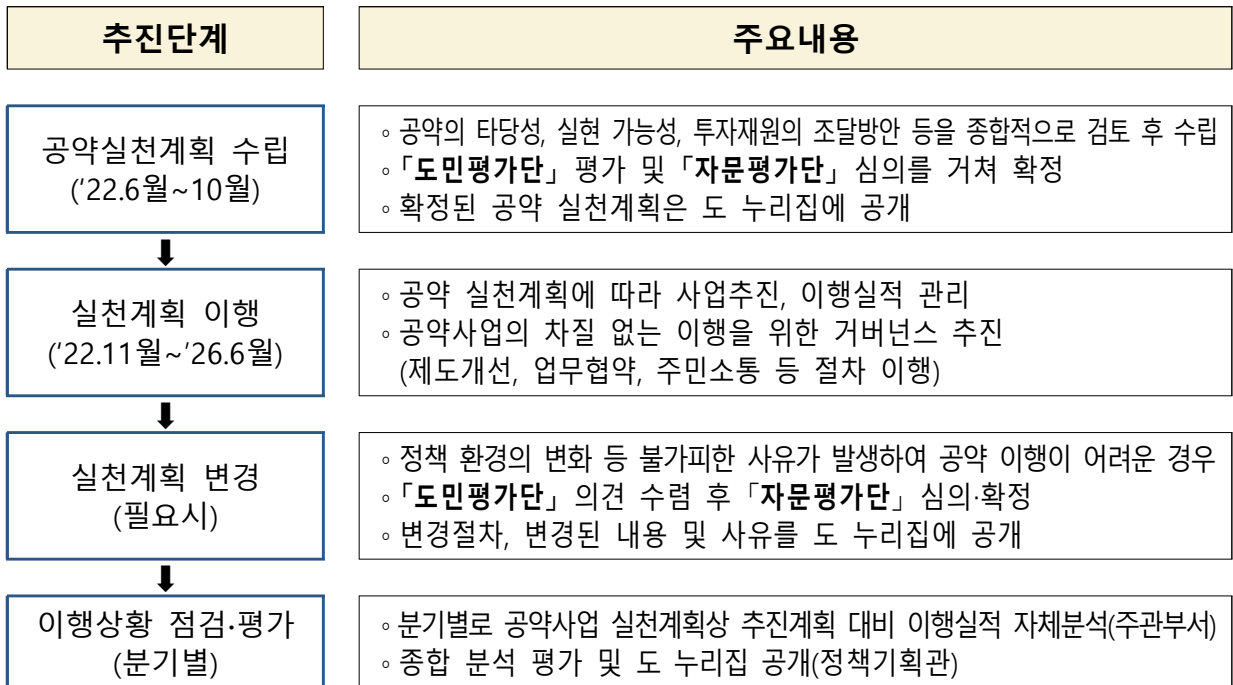 추진단계
주요내용
공약실천계획 수립
('22.6월~10월)
◦공약의 타당성, 실현 가능성, 투자재원의 조달방안 등을 종합적으로 검토 후 수립
◦「도민평가단」 평가 및 「자문평가단」 심의를 거쳐 확정
◦확정된 공약 실천계획은 도 누리집에 공개
⬇
실천계획 이행
('22.11월~'26.6월)
◦공약 실천계획에 따라 사업추진, 이행실적 관리
◦공약사업의 차질 없는 이행을 위한 거버넌스 추진
(제도개선, 업무협약, 주민소통 등 절차 이행)
⬇
실천계획 변경
(필요시)
◦정책 환경의 변화 등 불가피한 사유가 발생하여 공약 이행이 어려운 경우
◦「도민평가단」 의견 수렴 후 「자문평가단」 심의·확정
◦변경절차, 변경된 내용 및 사유를 도 누리집에 공개
⬇
이행상황 점검·평가
(분기별)
◦분기별로 공약사업 실천계획상 추진계획 대비 이행실적 자체분석(주관부서)
◦종합 분석 평가 및 도 누리집 공개(정책기획관)